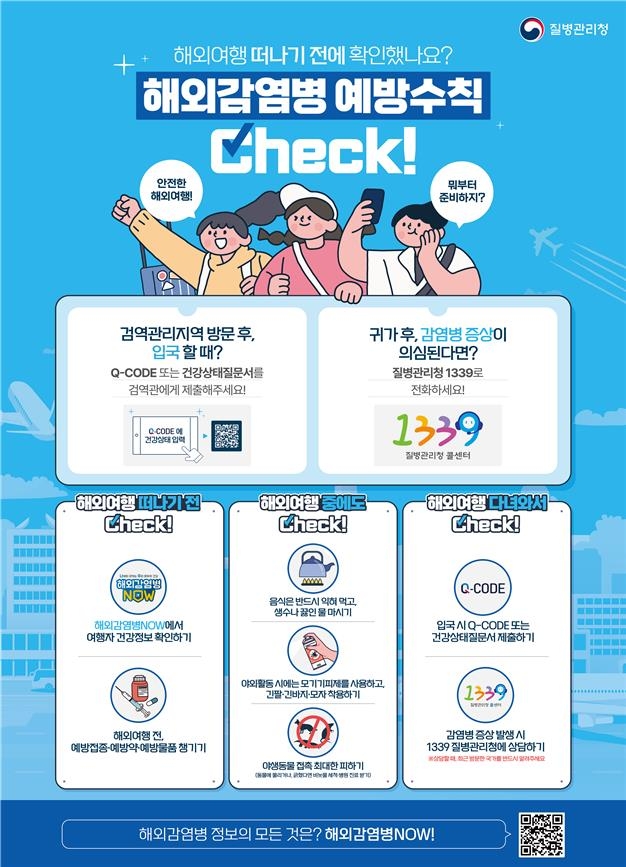 질병관리청
해외여행 떠나기 전에 확인했나요?
해외감염병 예방수칙
Check!
안전한
해외여행!
뭐부터
준비하지?
검역관리지역 방문 후,
입국 할 때?
Q-CODE 또는 건강상태질문서를
검역관에게 제출해주세요!
Q-CODE 에
건강상태 입력
귀가 후, 감염병 증상이
의심된다면?
질병관리청 1339로
전화하세요!
1339
질병관리청 콜센터
해외여행 떠나기 전
Check!
해외감염병
NOW
해외감염병NOW에서
여행자 건강정보 확인하기
해외여행 전,
예방접종·예방약·예방물품 챙기기
해외여행 중에도
Check!
음식은 반드시 익혀 먹고,
생수나 끓인 물 마시기
야외활동 시에는 모기기피제를 사용하고,
긴팔·긴바지·모자 착용하기
야생동물 접촉 최대한 피하기
(동물에 물리거나, 긁혔다면 비눗물 세척·병원 진료 받기)
해외여행 다녀와서
Check!
Q-CODE
입국 시 Q-CODE 또는
건강상태질문서 제출하기
1339
질병관리청 콜센터
감염병 증상 발생 시
1339 질병관리청에 상담하기
※상담할 때, 최근 방문한 국가를 반드시 알려주세요
해외감염병 정보의 모든 것은? 해외감염병NOW!